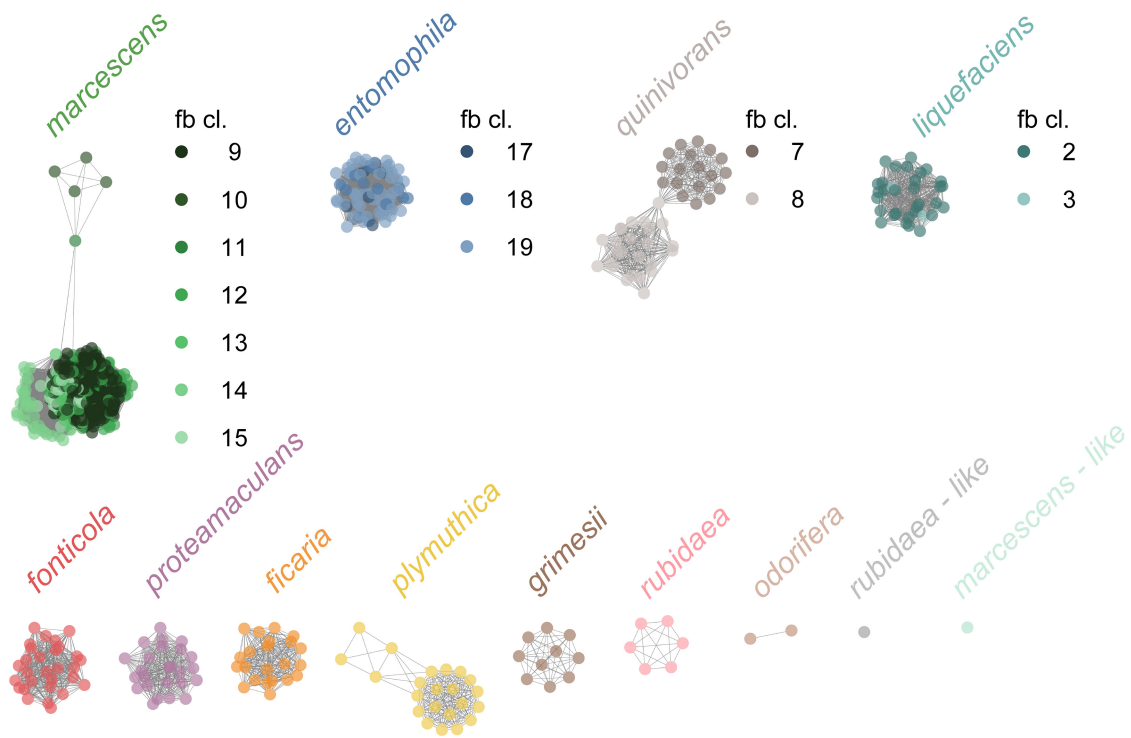 marcescens
fb cl.
9
10
11
12
13
14
15
entomophila
fb cl.
17
18
19
quinivorans
fb cl.
7
8
liquefaciens
fb cl.
2
3
fonticola
proteamaculans
ficaria
plymuthica
grimesii
rubidaea
odorifera
rubidaea - like
marcescens - like